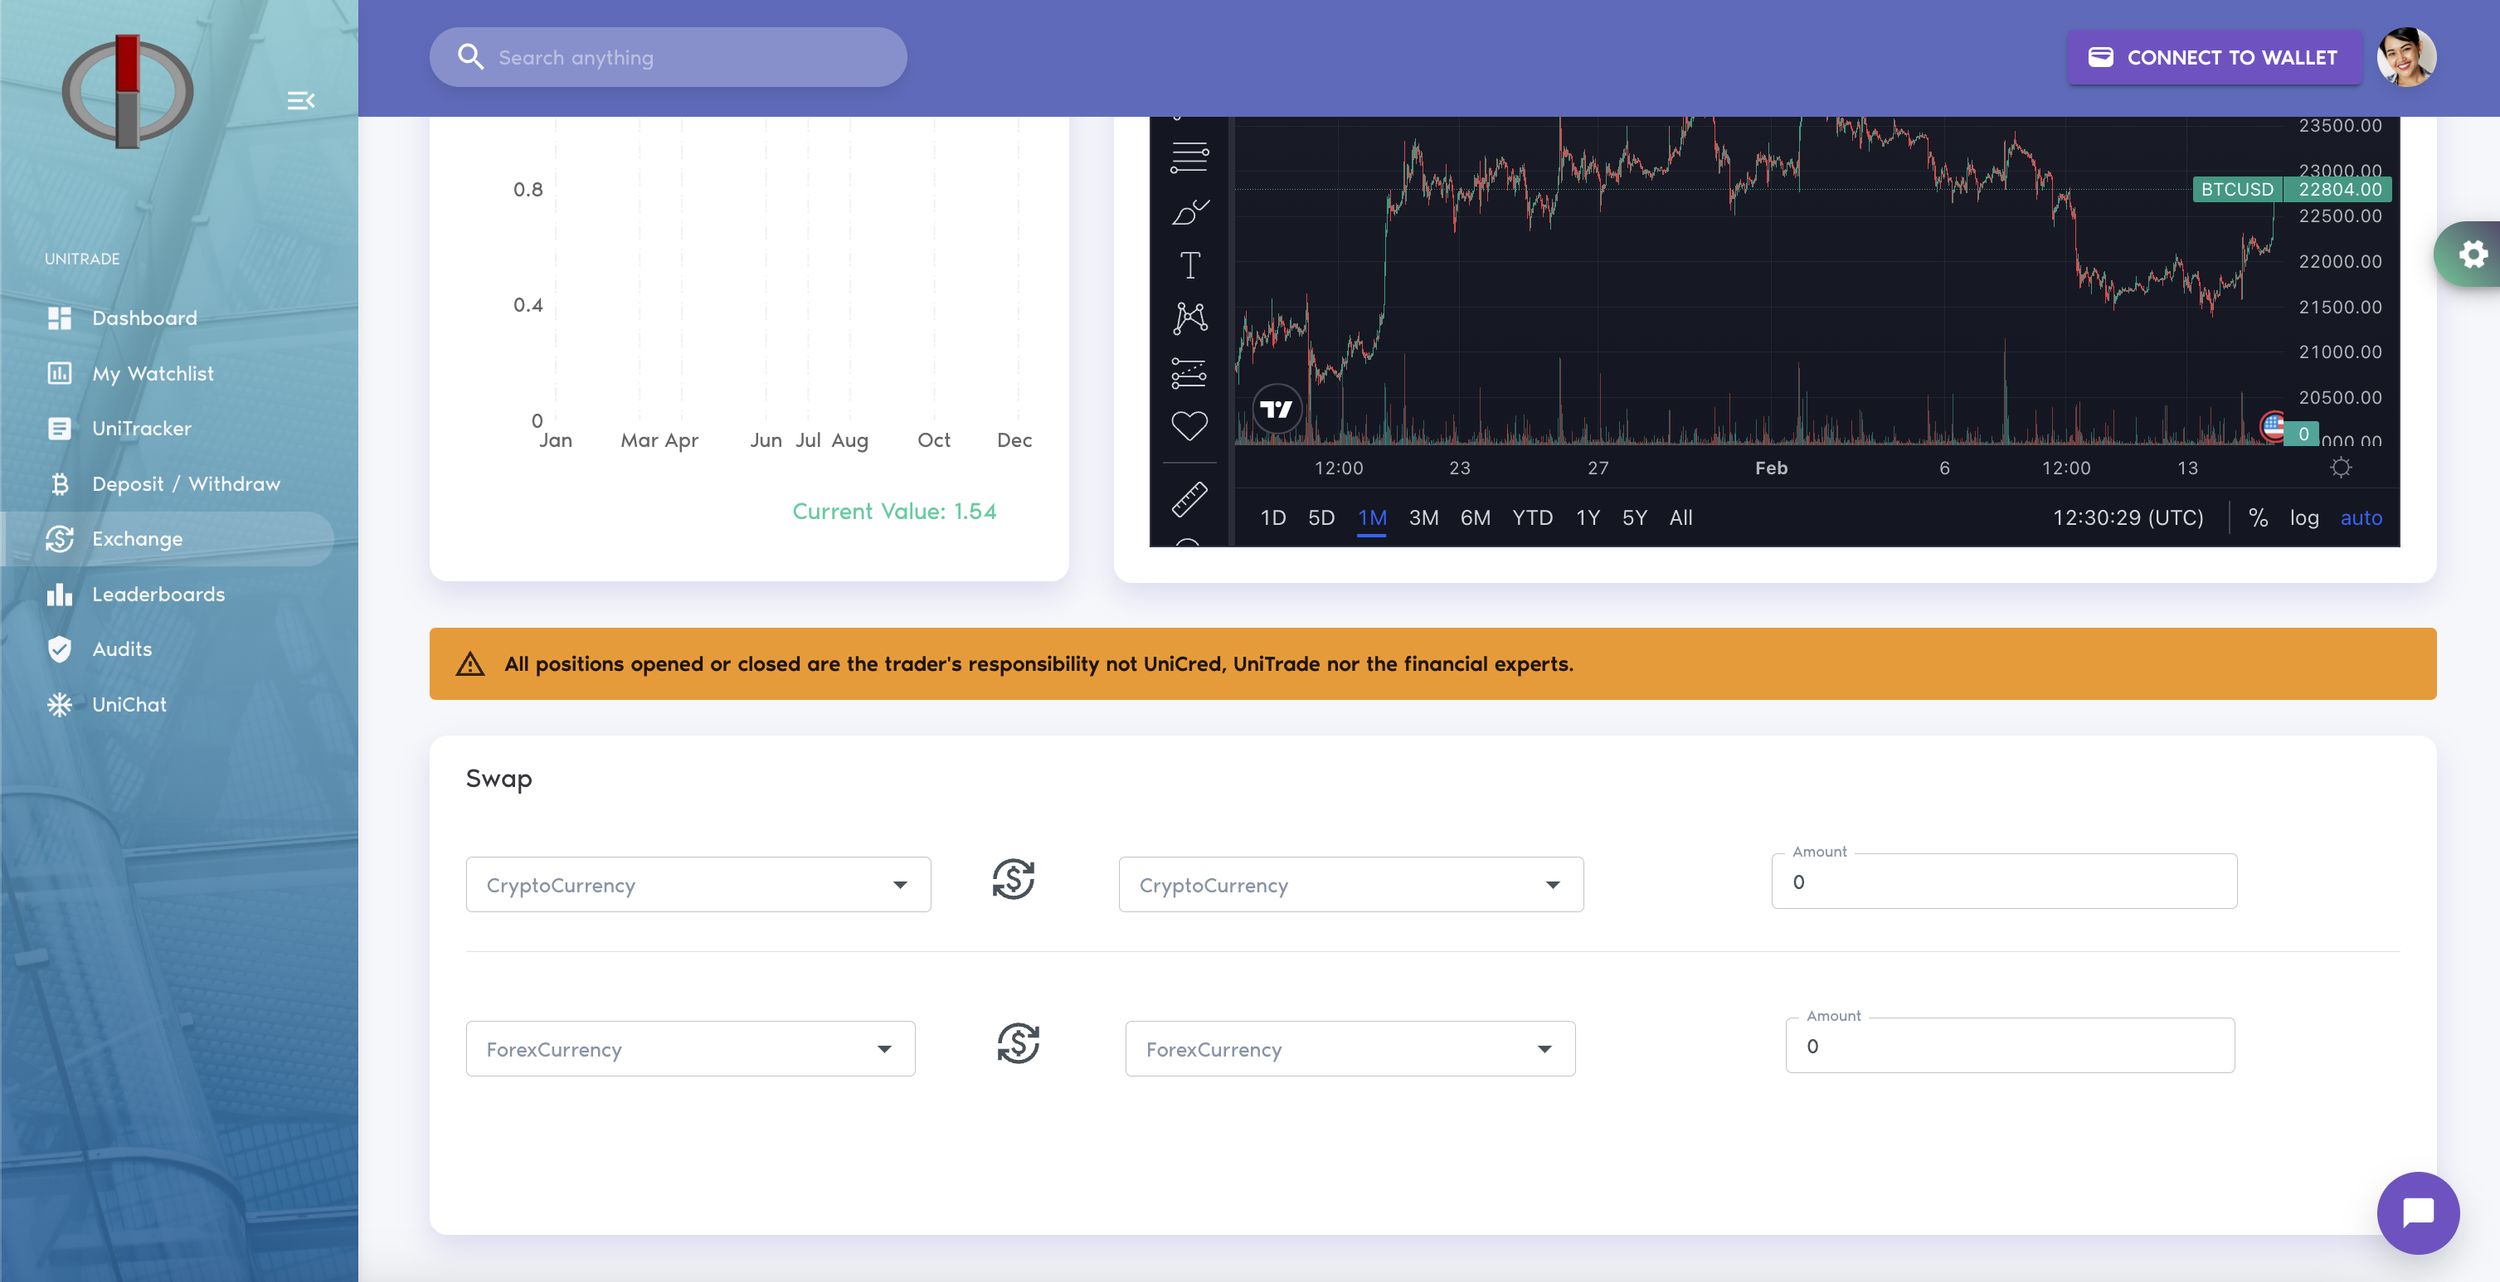 Search anything
CONNECT TO WALLET
UNITRADE
Dashboard
My Watchlist
UniTracker
Deposit / Withdraw
Exchange
Leaderboards
Audits
UniChat
0.8
0.4
0
Jan Mar Apr Jun Jul Aug Oct Dec
Current Value: 1.54
23500.00
23000.00
BTCUSD 22804.00
22500.00
22000.00
21500.00
21000.00
20500.00
0
000.00
12:00 23 27 Feb 6 12:00 13
1D 5D 1M 3M 6M YTD 1Y 5Y All 12:30:29 (UTC) % log auto
All positions opened or closed are the trader's responsibility not UniCred, UniTrade nor the financial experts.
Swap
CryptoCurrency
CryptoCurrency
Amount
0
ForexCurrency
ForexCurrency
Amount
0